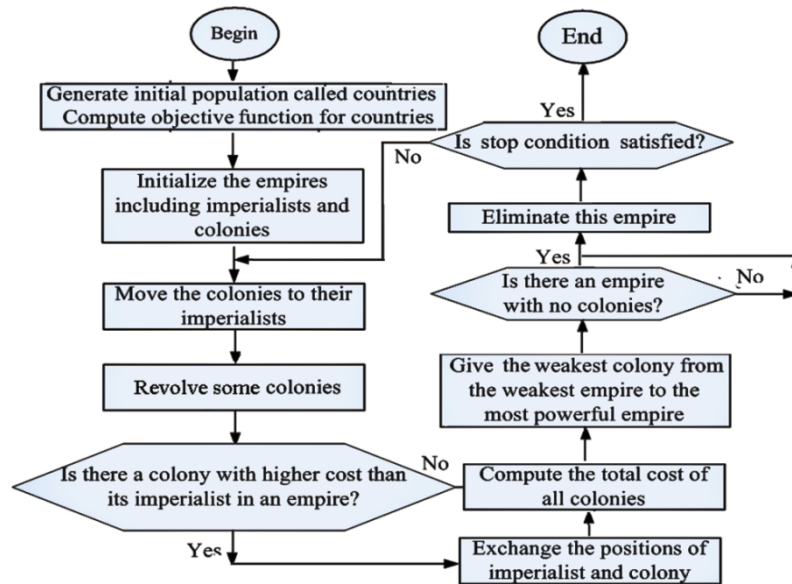 Begin
Generate initial population called countries
Compute objective function for countries
Initialize the empires
including imperialists and
colonies
Move the colonies to their
imperialists
Revolve some colonies
Is there a colony with higher cost than
its imperialist in an empire?
No
Yes
Exchange the positions of
imperialist and colony
Compute the total cost of
all colonies
Give the weakest colony from
the weakest empire to the
most powerful empire
Is there an empire
with no colonies?
No
Yes
Eliminate this empire
Is stop condition satisfied?
No
Yes
End